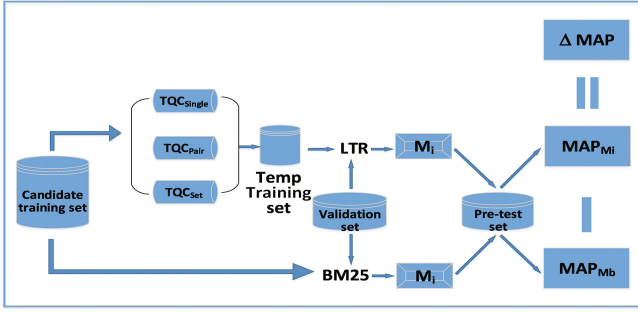 Δ MAP
TQCSingle
TQCPair
TQCSet
Candidate
training set
Temp
Training
set
LTR
Mi
MAPMi
Validation
set
Pre-test
set
BM25
Mi
MAPMb